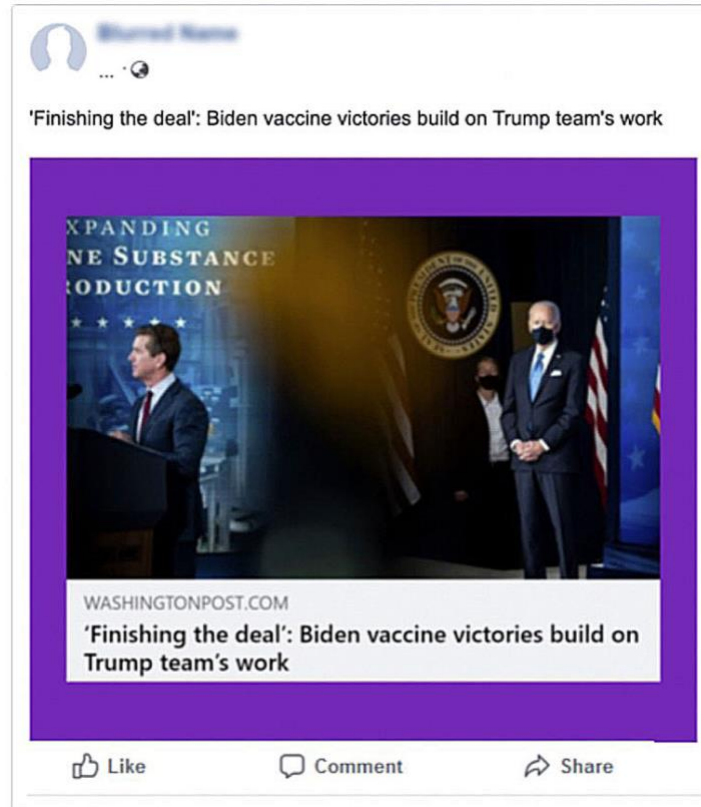 ... ·
'Finishing the deal': Biden vaccine victories build on Trump team's work
XPANDING
NE SUBSTANCE
ODUCTION
WASHINGTONPOST.COM
'Finishing the deal': Biden vaccine victories build on
Trump team's work
Like
Comment
Share